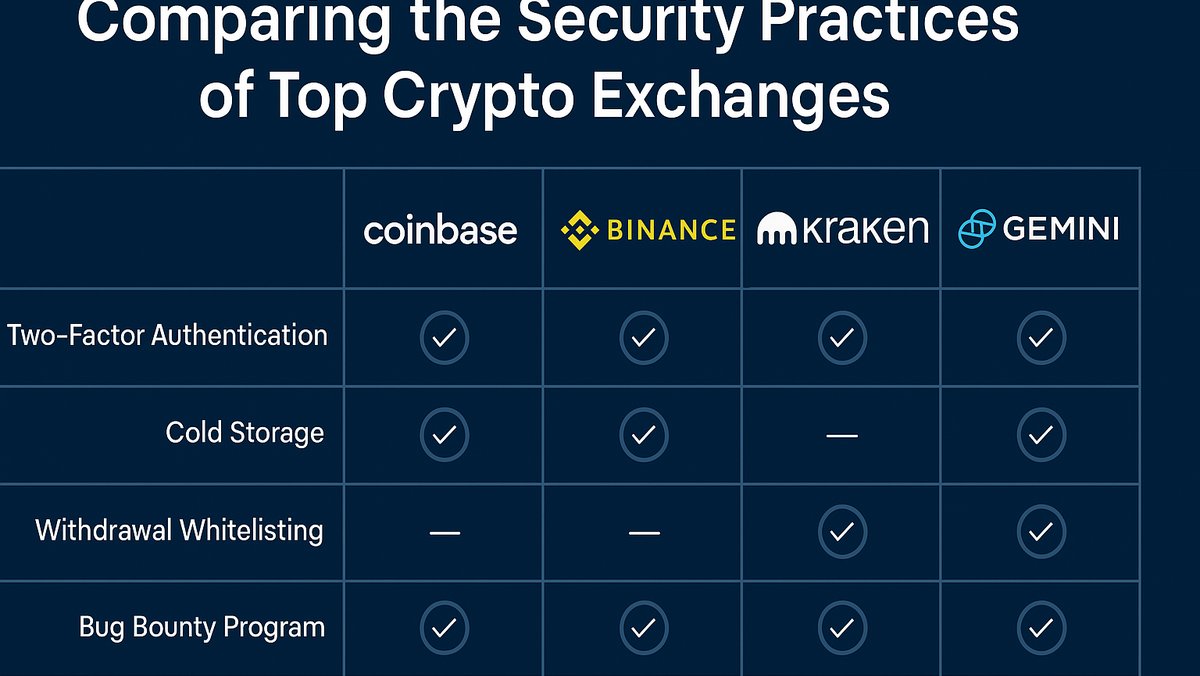 Comparing the Security Practices
of Top Crypto Exchanges
coinbase BINANCE kraken GEMINI
Two-Factor Authentication
Cold Storage
Withdrawal Whitelisting
Bug Bounty Program